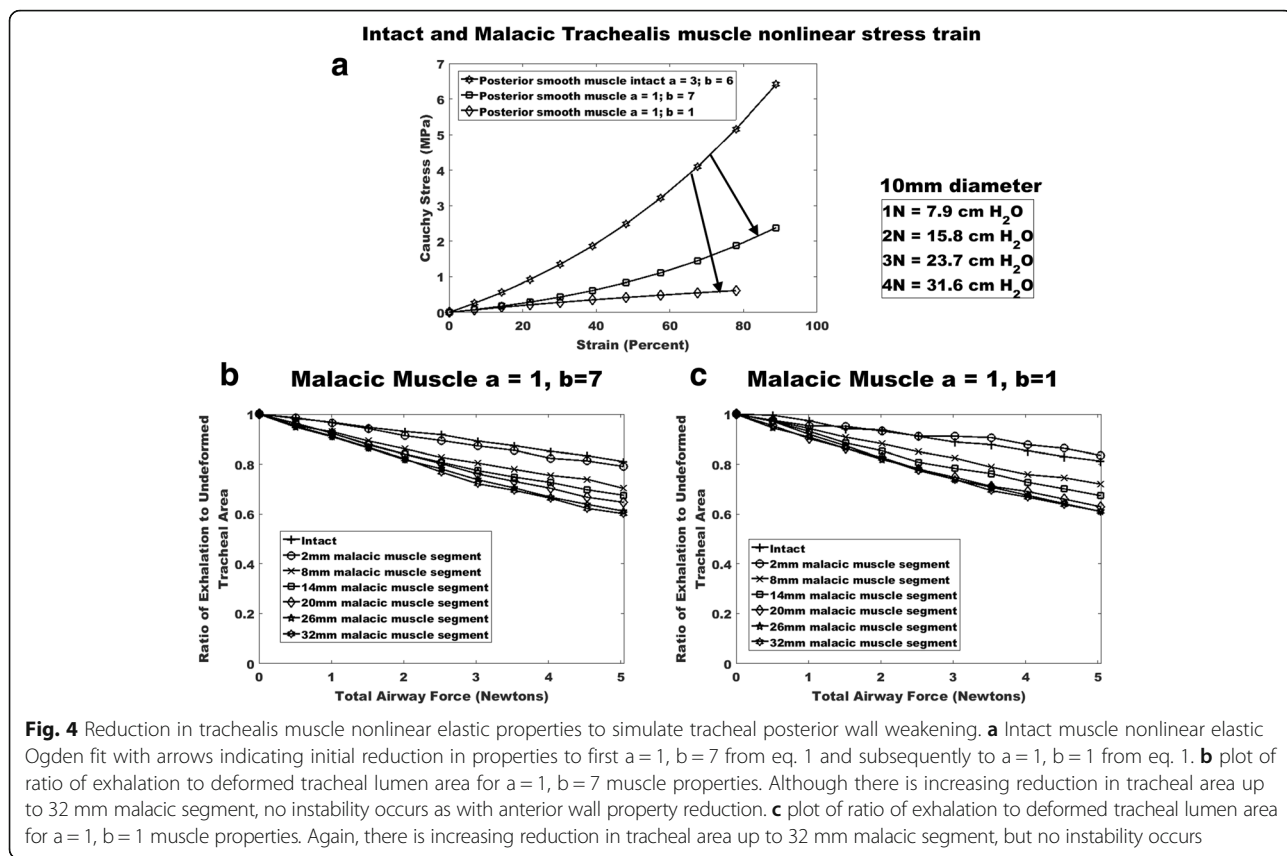 Intact and Malacic Trachealis muscle nonlinear stress train
a
7
6
5
4
3
2
1
0
Cauchy Stress (MPa)
Posterior smooth muscle intact a = 3; b = 6
Posterior smooth muscle a = 1; b = 7
Posterior smooth muscle a = 1; b = 1
0 20 40 60 80 100
Strain (Percent)
10mm diameter
1N = 7.9 cm H2O
2N = 15.8 cm H2O
3N = 23.7 cm H2O
4N = 31.6 cm H2O
b
Malacic Muscle a = 1, b=7
1
0.8
0.6
0.4
0.2
0
Ratio of Exhalation to Undeformed
Tracheal Area
Intact
2mm malacic muscle segment
8mm malacic muscle segment
14mm malacic muscle segment
20mm malacic muscle segment
26mm malacic muscle segment
32mm malacic muscle segment
0 1 2 3 4 5
Total Airway Force (Newtons)
c
Malacic Muscle a = 1, b=1
1
0.8
0.6
0.4
0.2
0
Ratio of Exhalation to Undeformed
Tracheal Area
Intact
2mm malacic muscle segment
8mm malacic muscle segment
14mm malacic muscle segment
20mm malacic muscle segment
26mm malacic muscle segment
32mm malacic muscle segment
0 1 2 3 4 5
Total Airway Force (Newtons)
Fig. 4 Reduction in trachealis muscle nonlinear elastic properties to simulate tracheal posterior wall weakening. a Intact muscle nonlinear elastic
Ogden fit with arrows indicating initial reduction in properties to first a = 1, b = 7 from eq. 1 and subsequently to a = 1, b = 1 from eq. 1. b plot of
ratio of exhalation to deformed tracheal lumen area for a = 1, b = 7 muscle properties. Although there is increasing reduction in tracheal area up
to 32 mm malacic segment, no instability occurs as with anterior wall property reduction. c plot of ratio of exhalation to deformed tracheal lumen area
for a = 1, b = 1 muscle properties. Again, there is increasing reduction in tracheal area up to 32 mm malacic segment, but no instability occurs